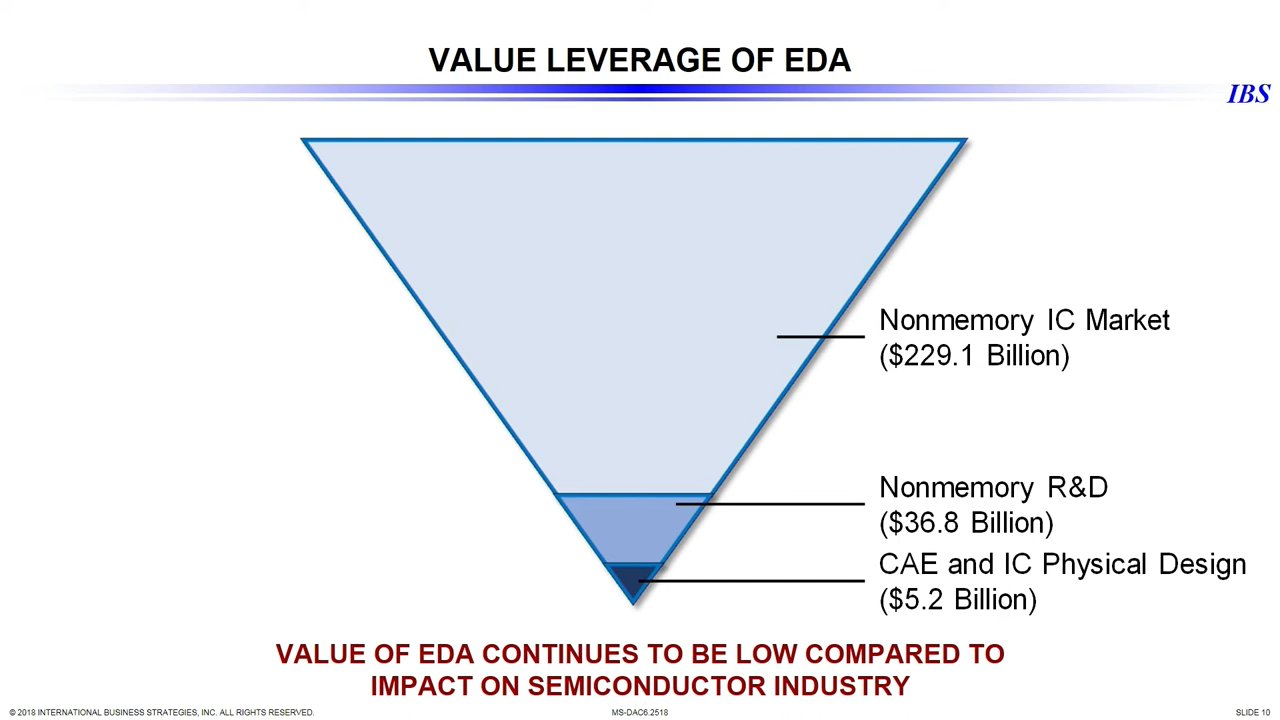 VALUE LEVERAGE OF EDA
IBS
Nonmemory IC Market
($229.1 Billion)
Nonmemory R&D
($36.8 Billion)
CAE and IC Physical Design
($5.2 Billion)
VALUE OF EDA CONTINUES TO BE LOW COMPARED TO
IMPACT ON SEMICONDUCTOR INDUSTRY
© 2018 INTERNATIONAL BUSINESS STRATEGIES, INC. ALL RIGHTS RESERVED.
MS-DAC6.2518
SLIDE 10